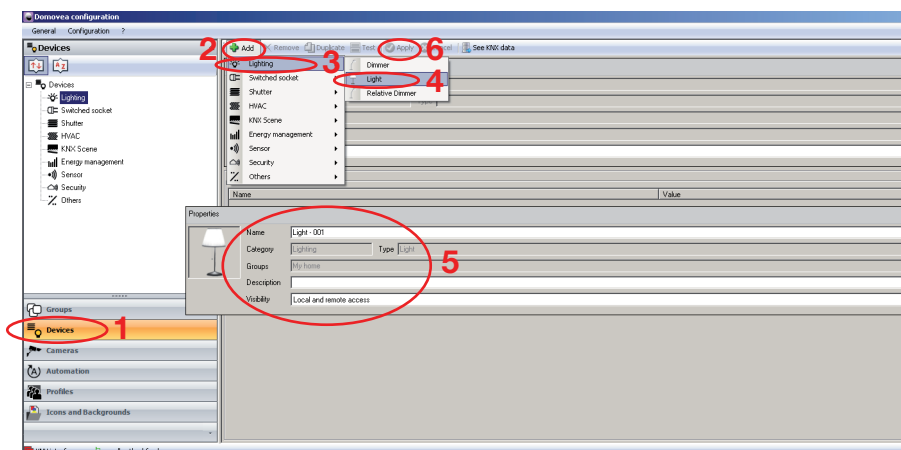 Domovea configuration
General Configuration ?
Devices
2 Add Remove Duplicate Test Apply 6 See KNX data
Lighting 3 Dimmer
Switched socket Light 4
Shutter Relative Dimmer
HVAC
KNX Scene
Energy management
Sensor
Security
Others
Devices
Lighting
Switched socket
Shutter
HVAC
KNX Scene
Energy management
Sensor
Security
Others
Name Value
Properties
Name Light - 001
Category Lighting Type Light
Groups My home
Description
Visibility Local and remote access
5
Groups
Devices 1
Cameras
Automation
Profiles
Icons and Backgrounds